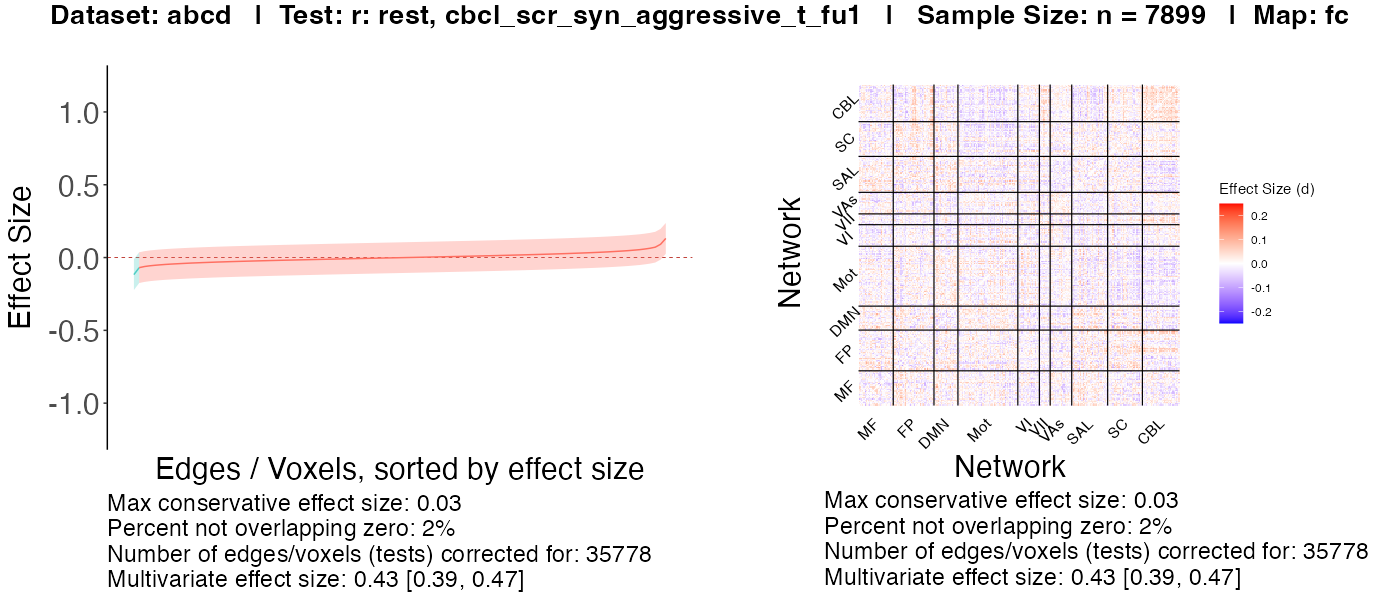 Dataset: abcd | Test: r: rest, cbcl_scr_syn_aggressive_t_fu1 | Sample Size: n = 7899 | Map: fc
Effect Size
1.0
0.5
0.0
-0.5
-1.0
Edges / Voxels, sorted by effect size
Max conservative effect size: 0.03
Percent not overlapping zero: 2%
Number of edges/voxels (tests) corrected for: 35778
Multivariate effect size: 0.43 [0.39, 0.47]
Network
CBL
SC
SAL
VAs
VII
VI
Mot
DMN
FP
MF
MF FP DMN Mot VI VII VAs SAL SC CBL
Network
Effect Size (d)
0.2
0.1
0.0
-0.1
-0.2
Max conservative effect size: 0.03
Percent not overlapping zero: 2%
Number of edges/voxels (tests) corrected for: 35778
Multivariate effect size: 0.43 [0.39, 0.47]